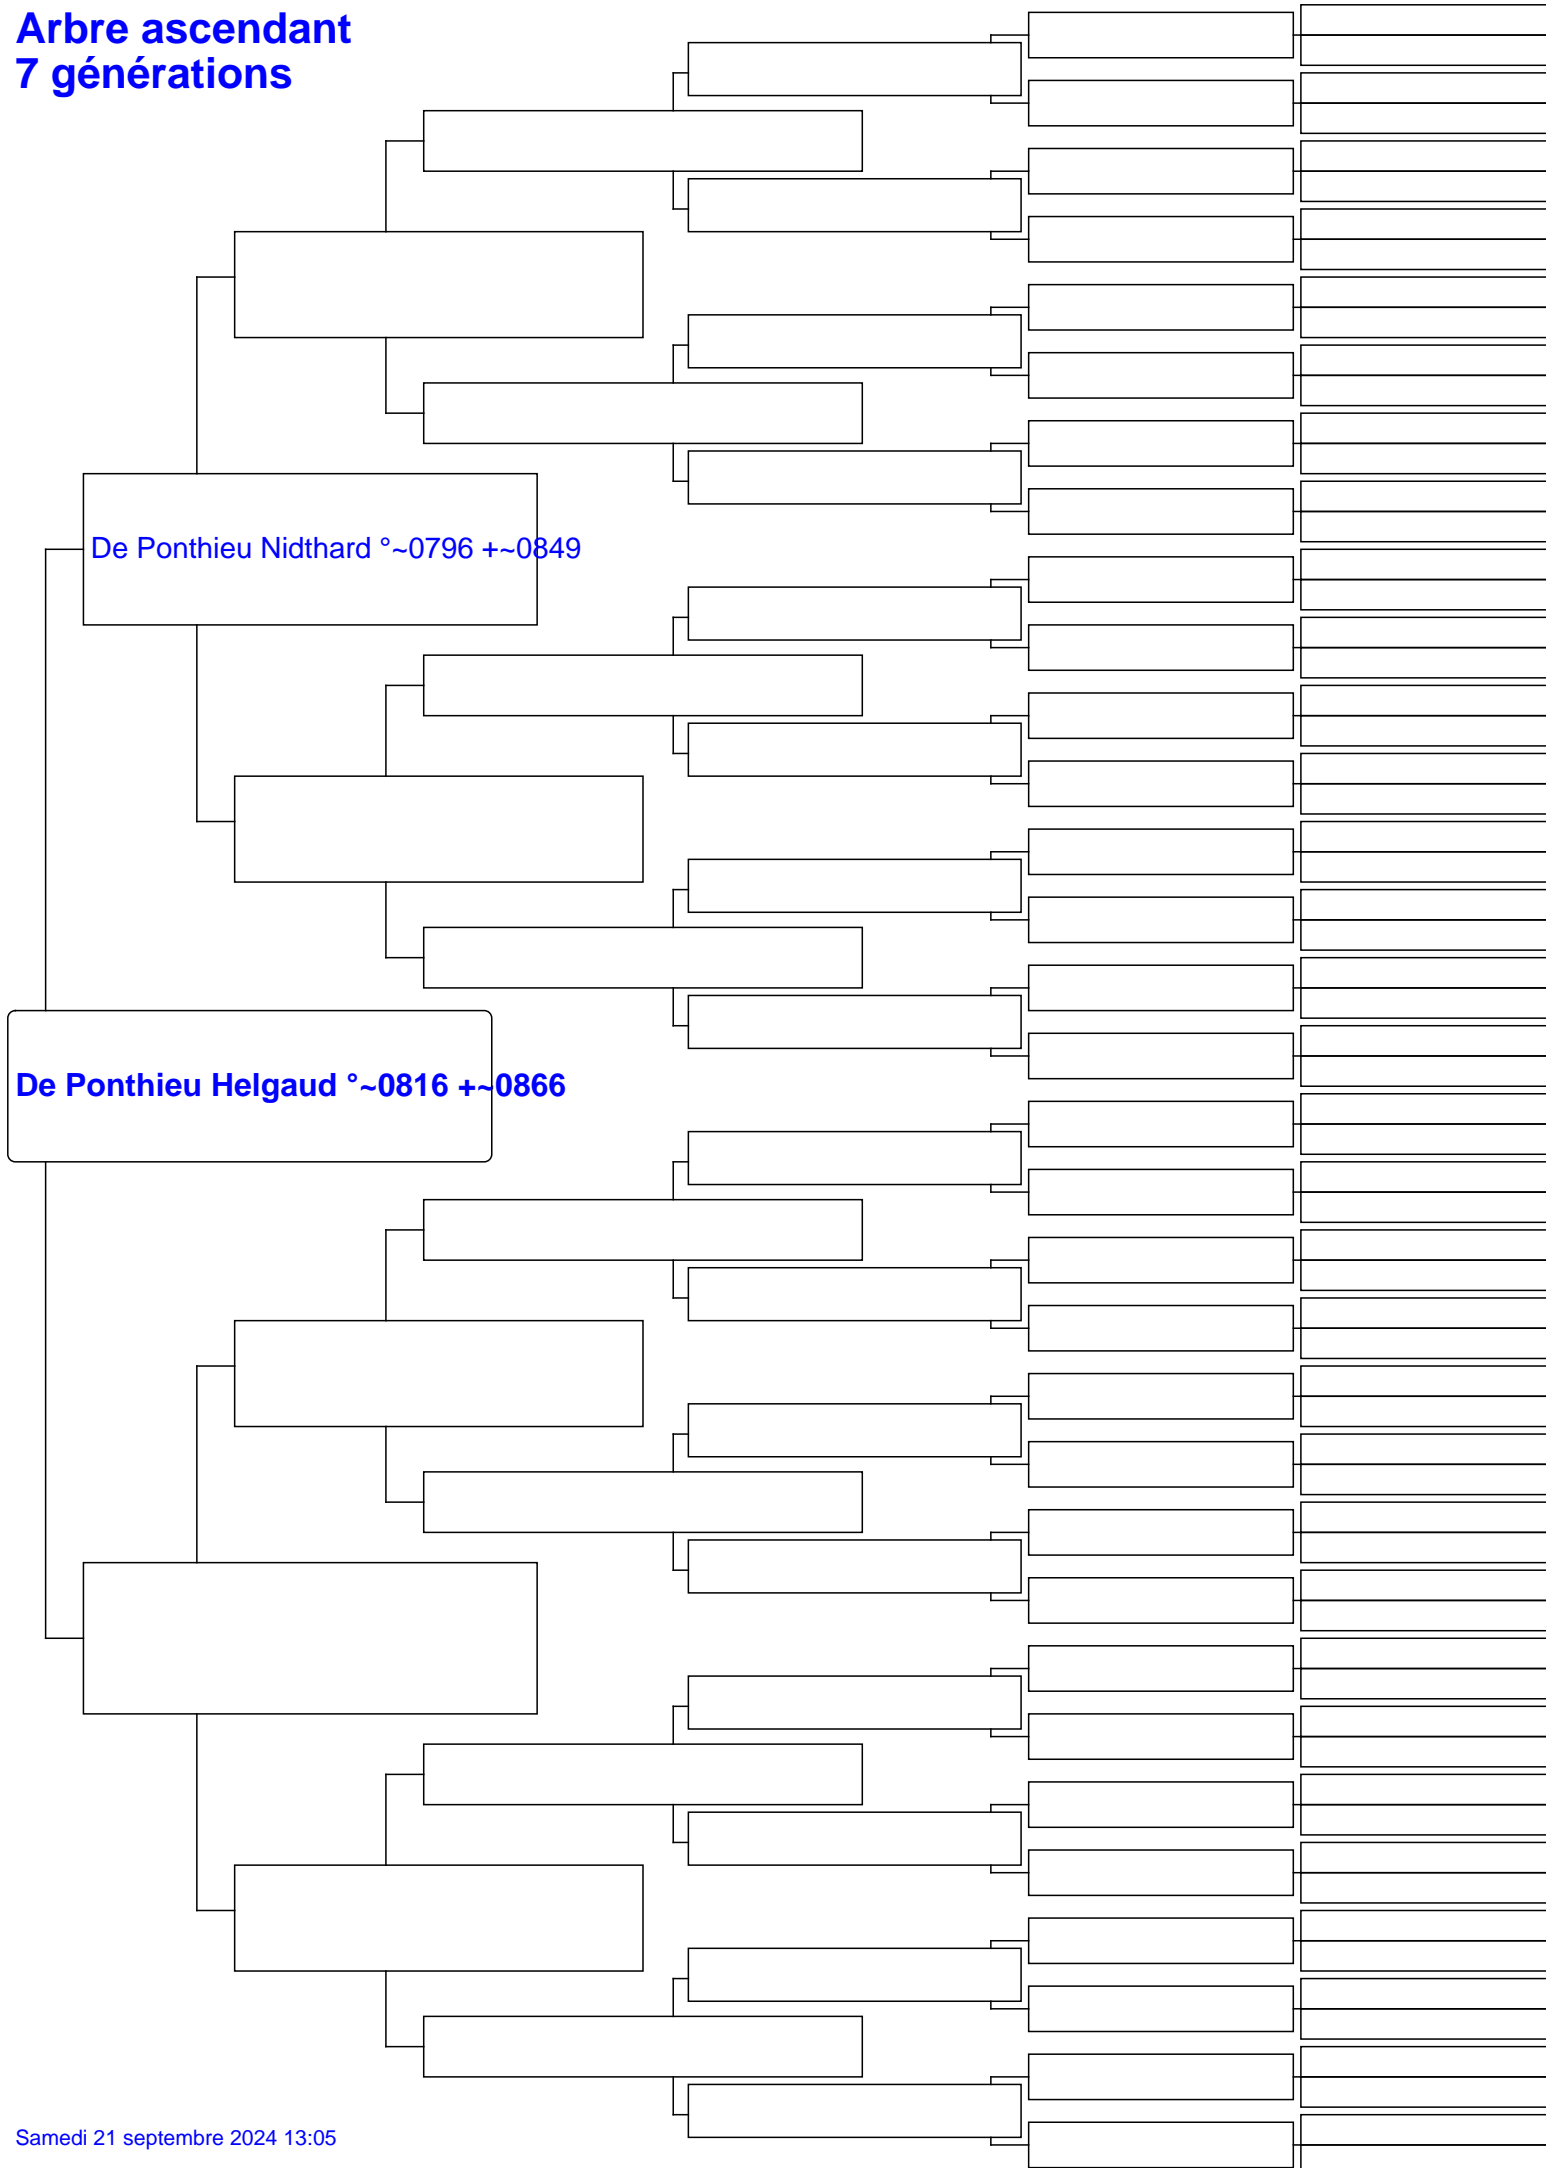 Arbre ascendant
7 générations
De Ponthieu Nidthard °~0796 +~0849
De Ponthieu Helgaud °~0816 +~0866
Samedi 21 septembre 2024 13:05